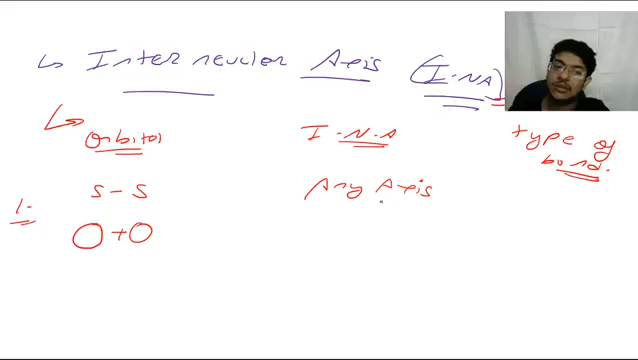 ↳ Inter neucler Axis (I-NA)
↳ Orbital I-N-A type of bond.
1- s - s Any Axis
O + O